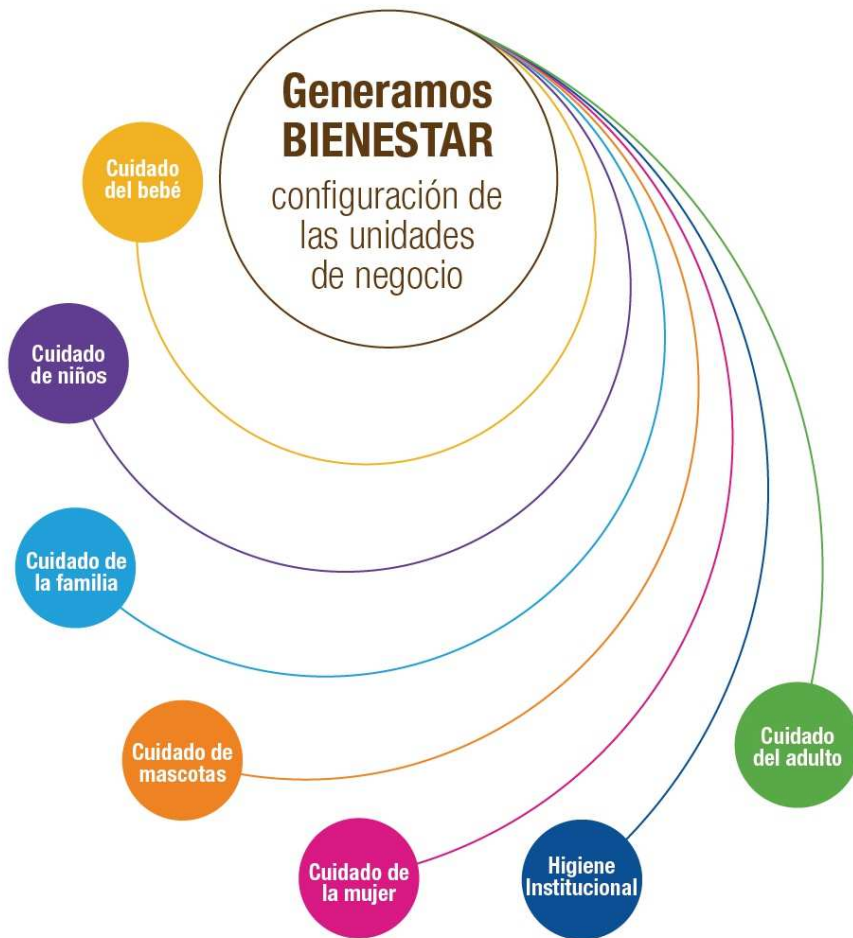 Generamos
BIENESTAR
configuración de
las unidades
de negocio
Cuidado
del bebé
Cuidado
de niños
Cuidado de
la familia
Cuidado de
mascotas
Cuidado de
la mujer
Higiene
Institucional
Cuidado
del adulto